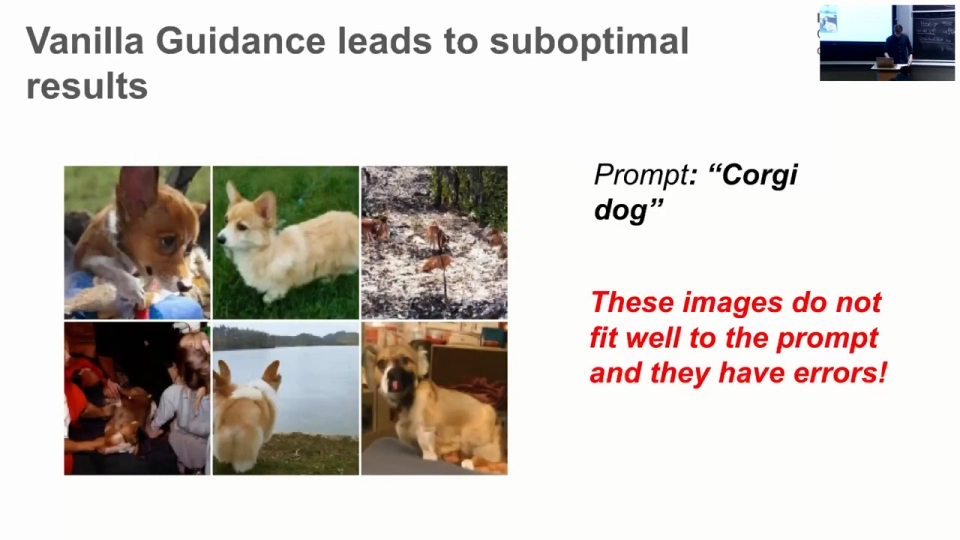 Vanilla Guidance leads to suboptimal
results
Prompt: “Corgi
dog”
These images do not
fit well to the prompt
and they have errors!